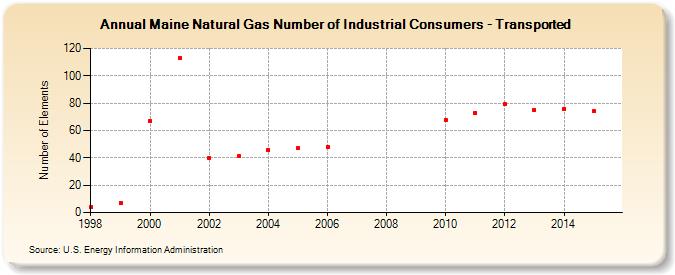 Annual Maine Natural Gas Number of Industrial Consumers - Transported
Number of Elements
120
100
80
60
40
20
0
1998 2000 2002 2004 2006 2008 2010 2012 2014
Source: U.S. Energy Information Administration